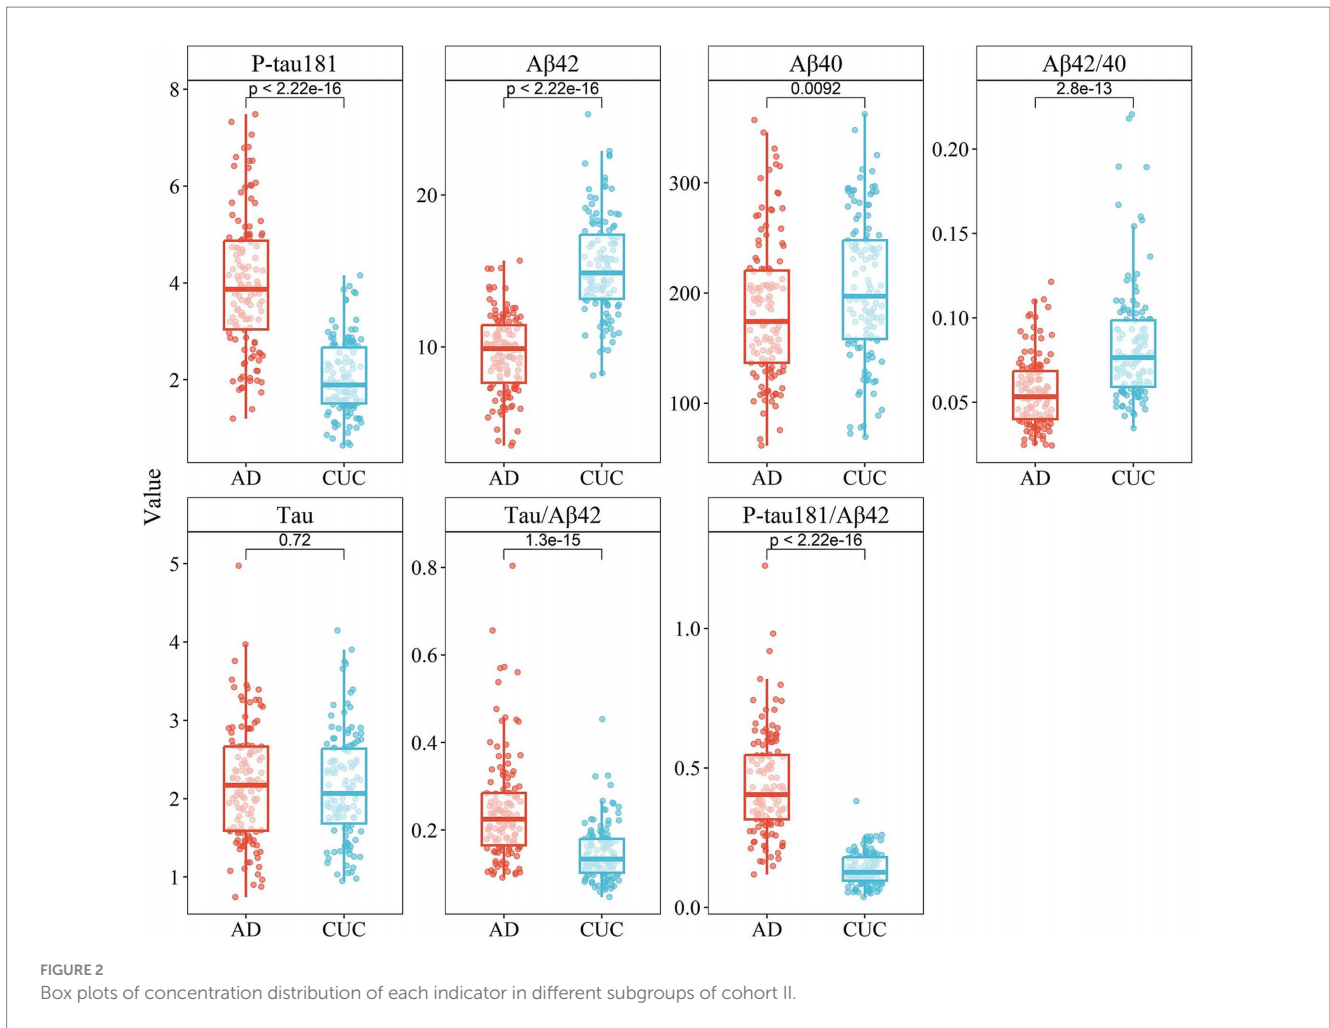 P-tau181
Aβ42
Aβ40
Aβ42/40
p < 2.22e-16
p < 2.22e-16
0.0092
2.8e-13
8
6
4
2
20
10
300
200
100
0.20
0.15
0.10
0.05
AD CUC
AD CUC
AD CUC
AD CUC
Value
Tau
Tau/Aβ42
P-tau181/Aβ42
0.72
1.3e-15
p < 2.22e-16
5
4
3
2
1
0.8
0.6
0.4
0.2
1.0
0.5
0.0
AD CUC
AD CUC
AD CUC
FIGURE 2
Box plots of concentration distribution of each indicator in different subgroups of cohort II.